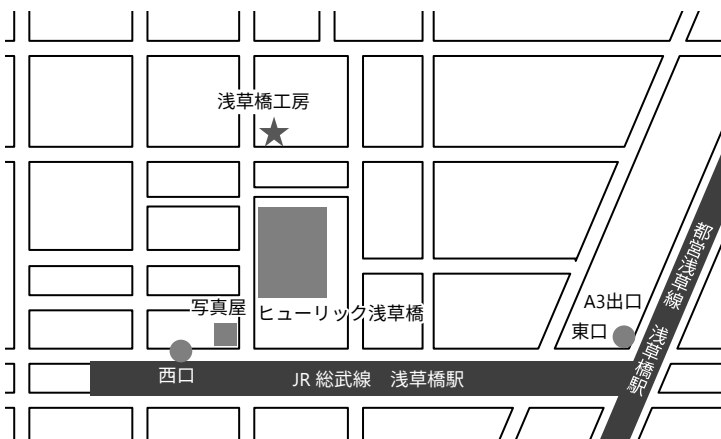 浅草橋工房
写真屋
ヒューリック浅草橋
西口
JR 総武線　浅草橋駅
A3出口
東口
都営浅草線　浅草橋駅